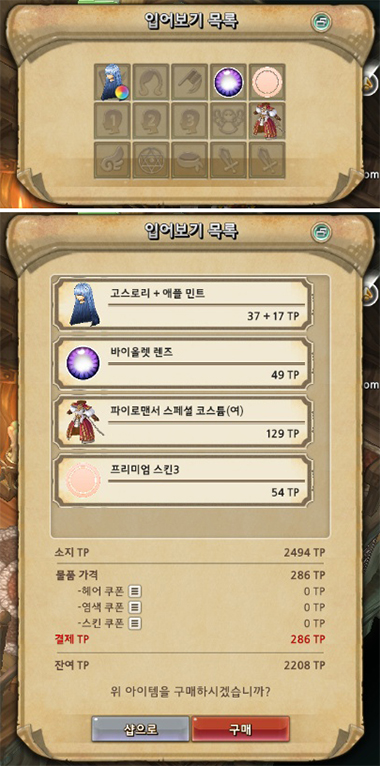 입어보기 목록
1 2 3
om
입어보기 목록
고스로리 + 애플 민트
37 + 17 TP
바이올렛 렌즈
49 TP
파이로맨서 스페셜 코스튬(여)
129 TP
프리미엄 스킨3
54 TP
소지 TP 2494 TP
물품 가격 286 TP
-헤어 쿠폰 0 TP
-염색 쿠폰 0 TP
-스킨 쿠폰 0 TP
결제 TP 286 TP
잔여 TP 2208 TP
위 아이템을 구매하시겠습니까?
샵으로 구매